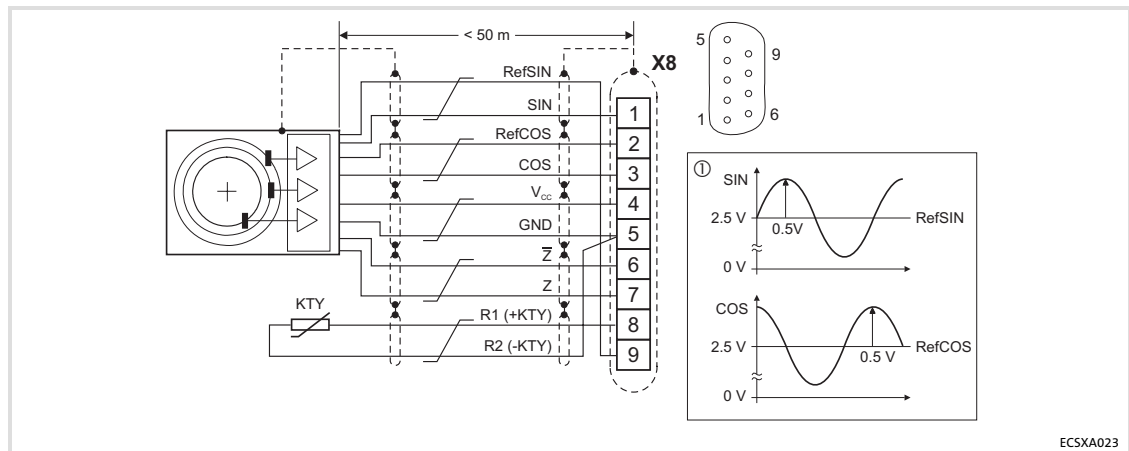 < 50 m
X8
5
9
1
6
RefSIN
SIN
RefCOS
COS
Vcc
GND
Z̅
Z
KTY
R1 (+KTY)
R2 (-KTY)
1
2
3
4
5
6
7
8
9
①
SIN
2.5 V
0.5V
RefSIN
0 V
COS
2.5 V
0.5 V
RefCOS
0 V
ECSXA023